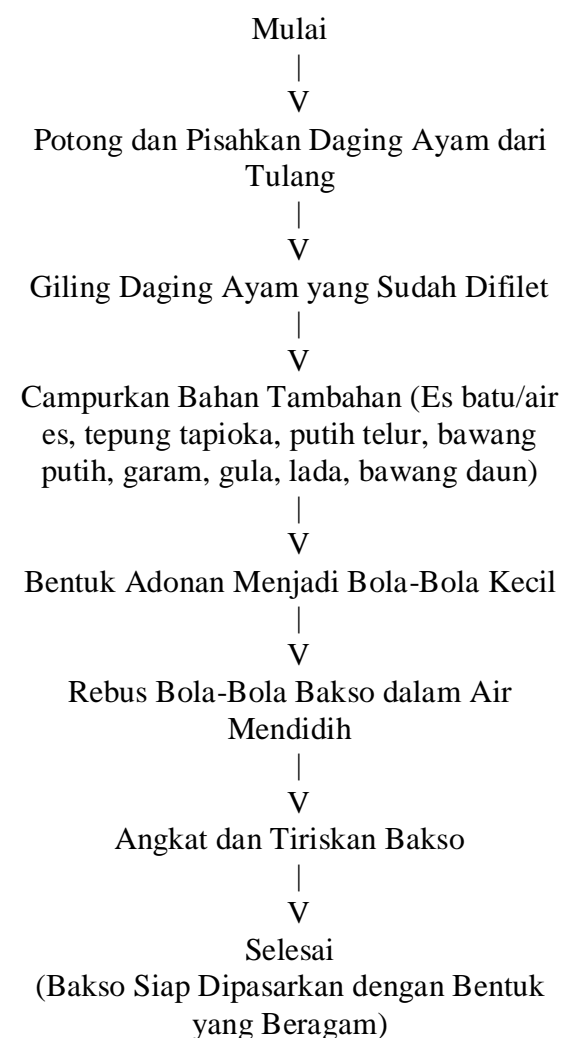 Mulai
|
V
Potong dan Pisahkan Daging Ayam dari
Tulang
|
V
Giling Daging Ayam yang Sudah Difilet
|
V
Campurkan Bahan Tambahan (Es batu/air
es, tepung tapioka, putih telur, bawang
putih, garam, gula, lada, bawang daun)
|
V
Bentuk Adonan Menjadi Bola-Bola Kecil
|
V
Rebus Bola-Bola Bakso dalam Air
Mendidih
|
V
Angkat dan Tiriskan Bakso
|
V
Selesai
(Bakso Siap Dipasarkan dengan Bentuk
yang Beragam)